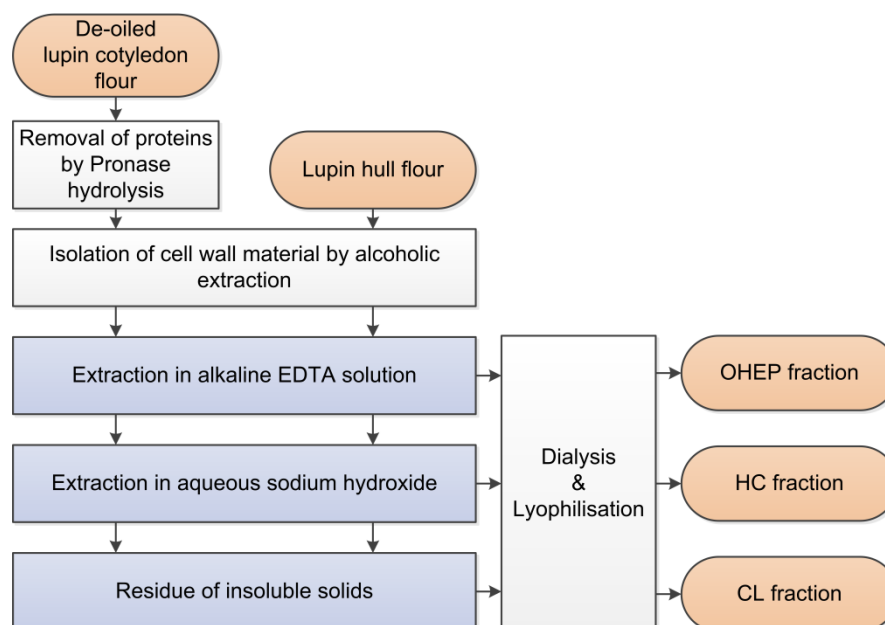 De-oiled
lupin cotyledon
flour
Removal of proteins
by Pronase
hydrolysis
Lupin hull flour
Isolation of cell wall material by alcoholic
extraction
Extraction in alkaline EDTA solution
Extraction in aqueous sodium hydroxide
Residue of insoluble solids
Dialysis
&
Lyophilisation
OHEP fraction
HC fraction
CL fraction